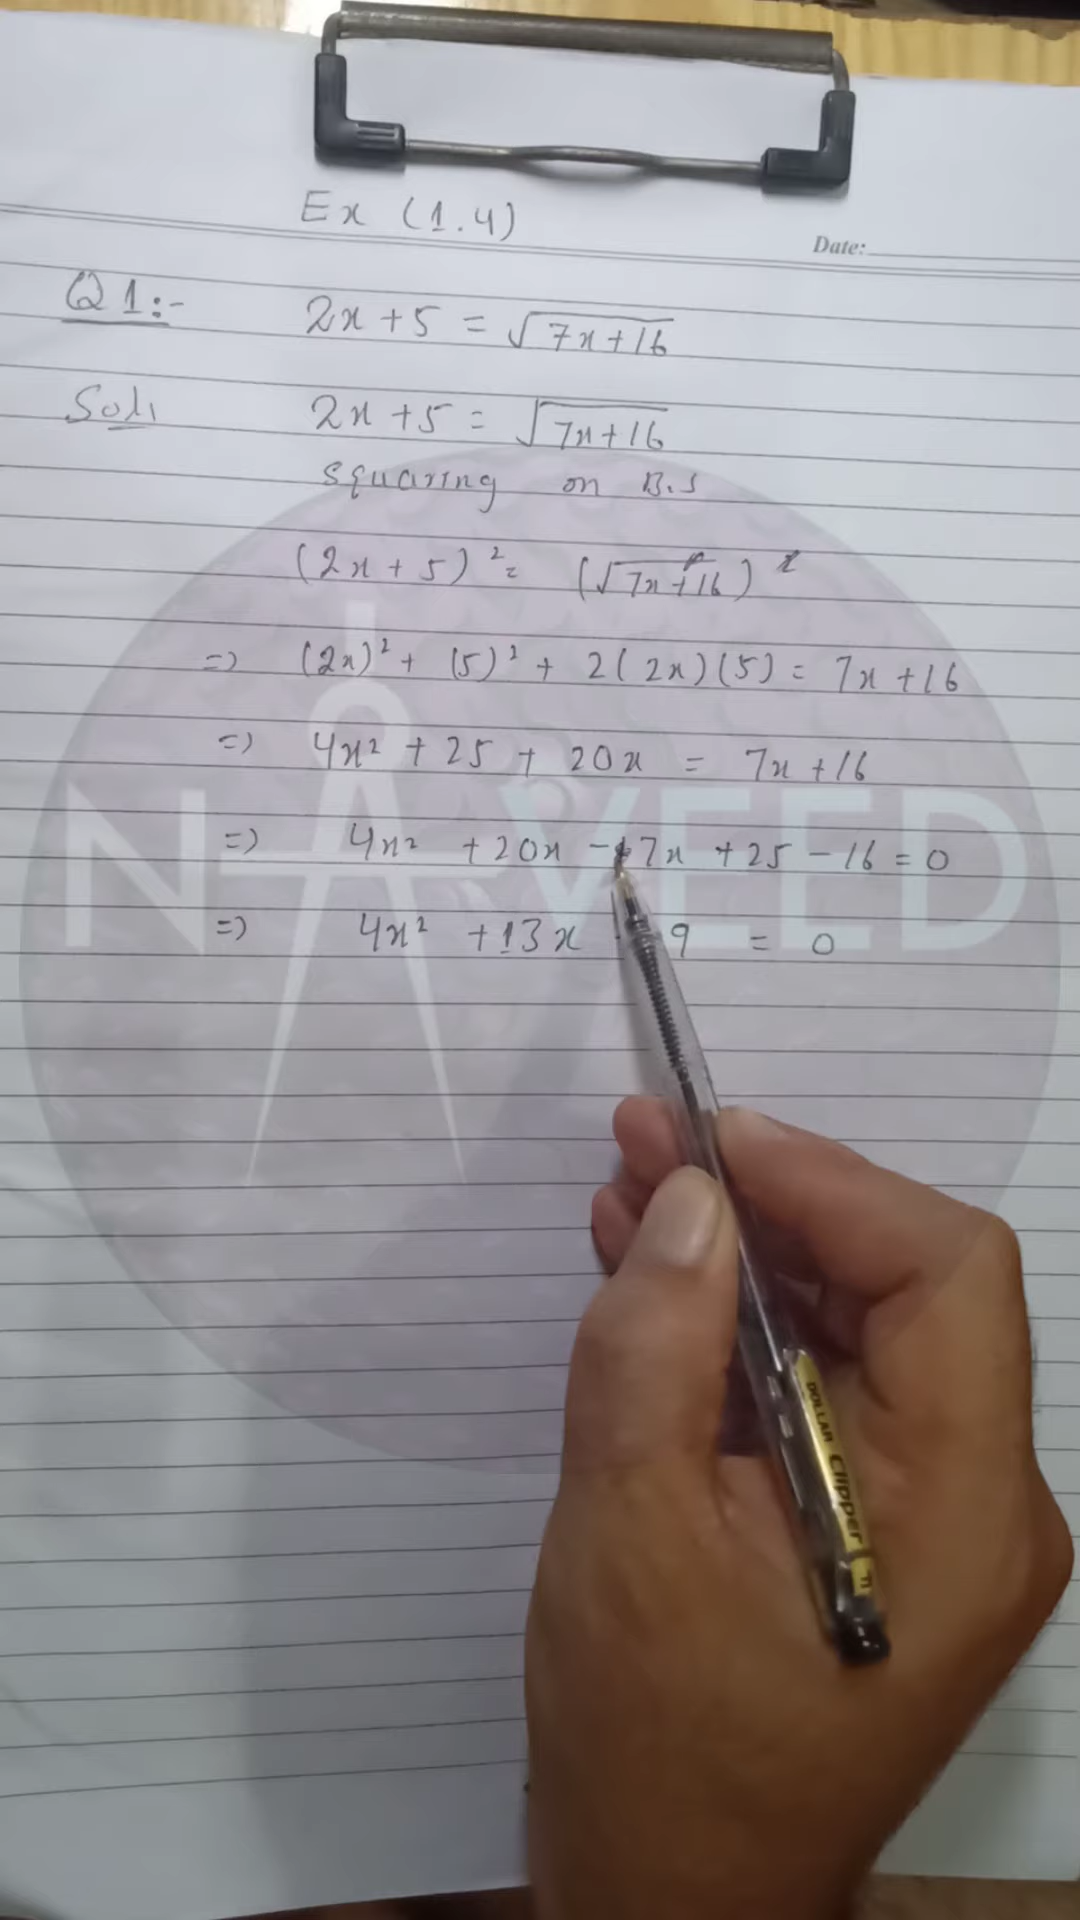 Ex (1.4)
Date:
Q1:- 2x+5 = √7x+16
Sol: 2x+5 = √7x+16
squaring on B.S
(2x+5)² = (√7x+16)²
=> (2x)² + (5)² + 2(2x)(5) = 7x+16
=> 4x² + 25 + 20x = 7x+16
=> 4x² +20x -7x +25 -16 = 0
=> 4x² +13x 9 = 0
NAVEED
DOLLAR Clipper